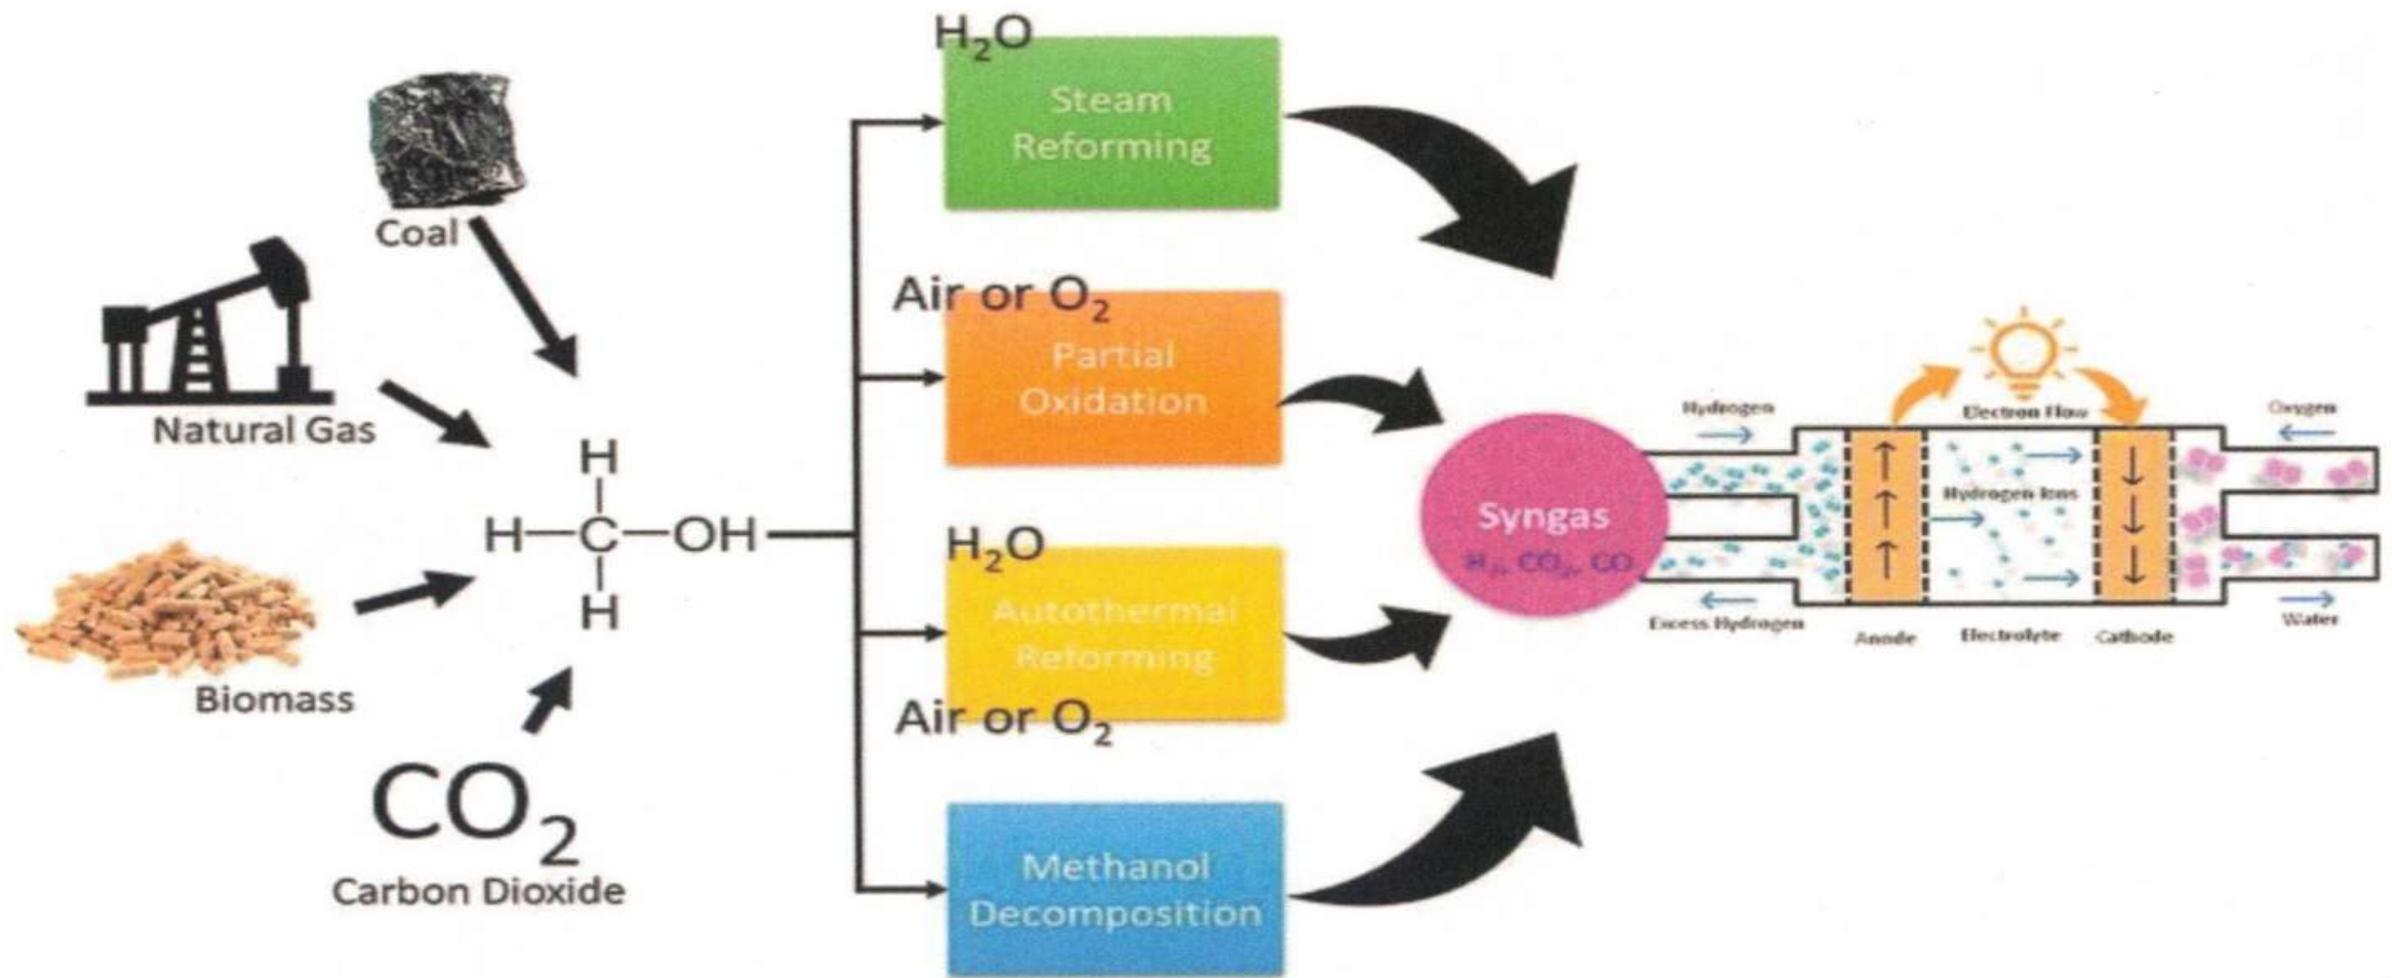 Coal
Natural Gas
Biomass
CO₂
Carbon Dioxide
H
H—C—OH
H
H₂O
Steam
Reforming
Air or O₂
Partial
Oxidation
H₂O
Autothermal
Reforming
Air or O₂
Methanol
Decomposition
Syngas
H₂, CO₂, CO
Hydrogen
Excess Hydrogen
Electron Flow
Hydrogen Ions
Anode
Electrolyte
Cathode
Oxygen
Water